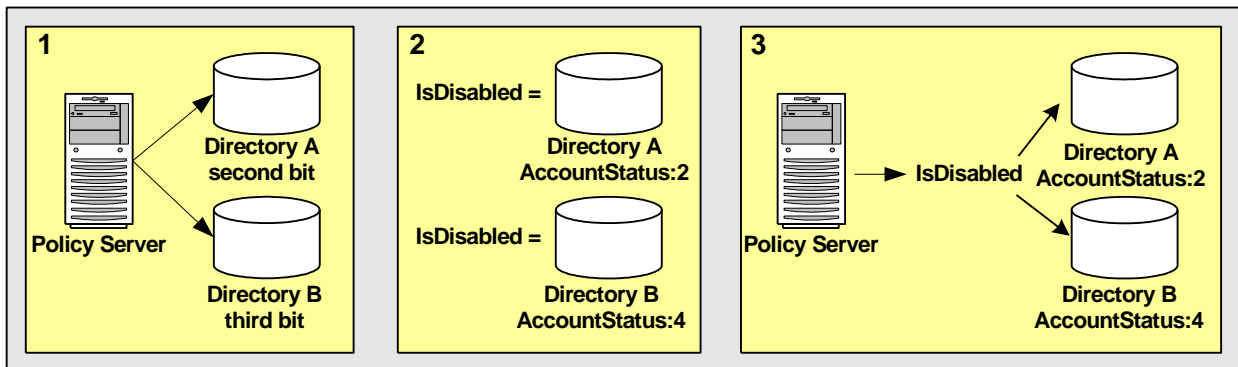 1
Directory A
second bit
Policy Server
Directory B
third bit
2
IsDisabled =
Directory A
AccountStatus:2
IsDisabled =
Directory B
AccountStatus:4
3
Directory A
AccountStatus:2
IsDisabled
Policy Server
Directory B
AccountStatus:4